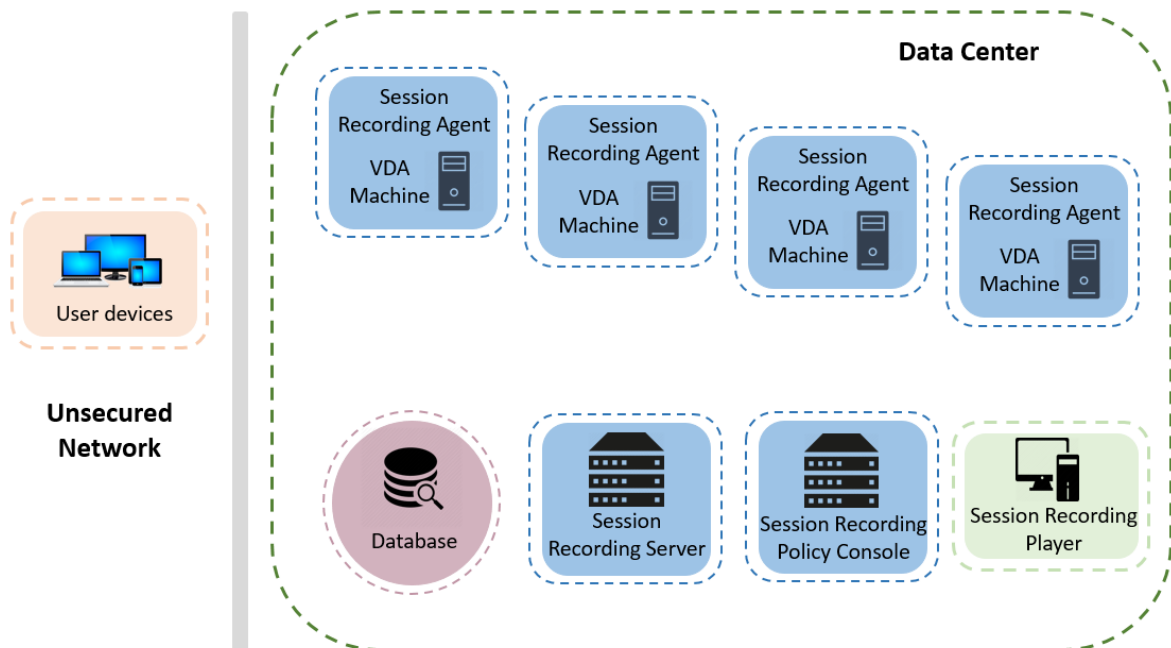 Data Center
Session
Recording Agent
VDA
Machine
Session
Recording Agent
VDA
Machine
Session
Recording Agent
VDA
Machine
Session
Recording Agent
VDA
Machine
User devices
Unsecured
Network
Database
Session
Recording Server
Session Recording
Policy Console
Session Recording
Player